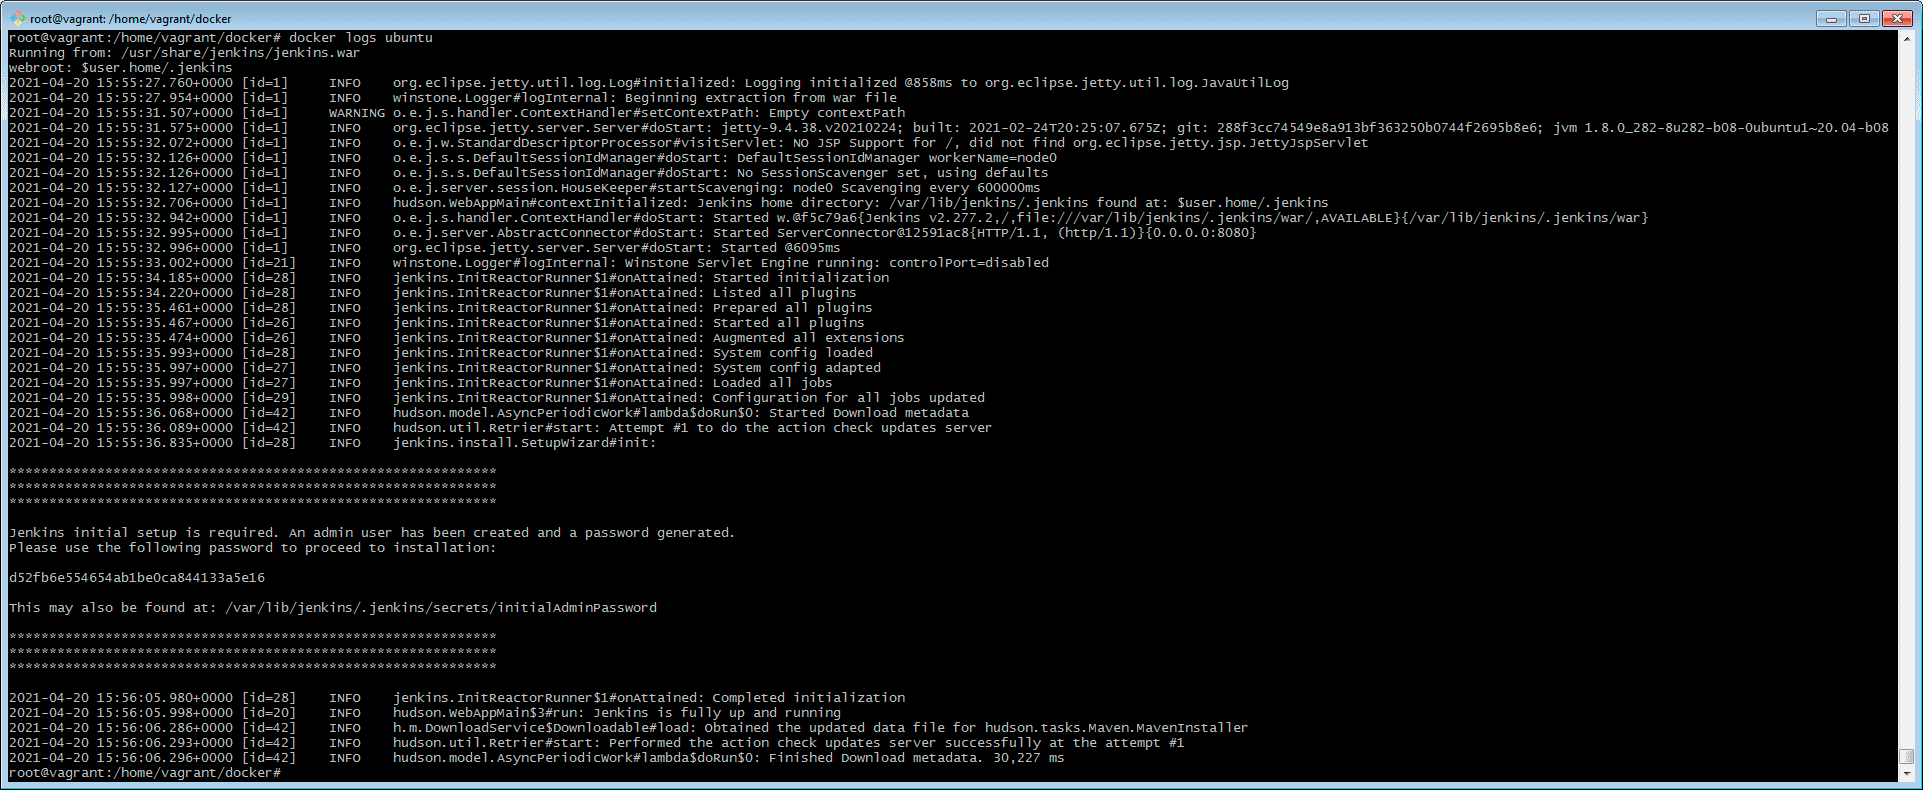 root@vagrant: /home/vagrant/docker
root@vagrant:/home/vagrant/docker# docker logs ubuntu
Running from: /usr/share/jenkins/jenkins.war
webroot: $user.home/.jenkins
2021-04-20 15:55:27.760+0000 [id=1]     INFO    org.eclipse.jetty.util.log.Log#initialized: Logging initialized @858ms to org.eclipse.jetty.util.log.JavaUtilLog
2021-04-20 15:55:27.954+0000 [id=1]     INFO    winstone.Logger#logInternal: Beginning extraction from war file
2021-04-20 15:55:31.507+0000 [id=1]     WARNING o.e.j.s.handler.ContextHandler#setContextPath: Empty contextPath
2021-04-20 15:55:31.575+0000 [id=1]     INFO    org.eclipse.jetty.server.Server#doStart: jetty-9.4.38.v20210224; built: 2021-02-24T20:25:07.675Z; git: 288f3cc74549e8a913bf363250b0744f2695b8e6; jvm 1.8.0_282-8u282-b08-0ubuntu1~20.04-b08
2021-04-20 15:55:32.072+0000 [id=1]     INFO    o.e.j.w.StandardDescriptorProcessor#visitServlet: NO JSP Support for /, did not find org.eclipse.jetty.jsp.JettyJspServlet
2021-04-20 15:55:32.126+0000 [id=1]     INFO    o.e.j.s.s.DefaultSessionIdManager#doStart: DefaultSessionIdManager workerName=node0
2021-04-20 15:55:32.126+0000 [id=1]     INFO    o.e.j.s.s.DefaultSessionIdManager#doStart: No SessionScavenger set, using defaults
2021-04-20 15:55:32.127+0000 [id=1]     INFO    o.e.j.server.session.HouseKeeper#startScavenging: node0 Scavenging every 600000ms
2021-04-20 15:55:32.706+0000 [id=1]     INFO    hudson.WebAppMain#contextInitialized: Jenkins home directory: /var/lib/jenkins/.jenkins found at: $user.home/.jenkins
2021-04-20 15:55:32.942+0000 [id=1]     INFO    o.e.j.s.handler.ContextHandler#doStart: Started w.@f5c79a6{Jenkins v2.277.2,/,file:///var/lib/jenkins/.jenkins/war/,AVAILABLE}{/var/lib/jenkins/.jenkins/war}
2021-04-20 15:55:32.995+0000 [id=1]     INFO    o.e.j.server.AbstractConnector#doStart: Started ServerConnector@12591ac8{HTTP/1.1, (http/1.1)}{0.0.0.0:8080}
2021-04-20 15:55:32.996+0000 [id=1]     INFO    org.eclipse.jetty.server.Server#doStart: Started @6095ms
2021-04-20 15:55:33.002+0000 [id=21]    INFO    winstone.Logger#logInternal: Winstone Servlet Engine running: controlPort=disabled
2021-04-20 15:55:34.185+0000 [id=28]    INFO    jenkins.InitReactorRunner$1#onAttained: Started initialization
2021-04-20 15:55:34.220+0000 [id=28]    INFO    jenkins.InitReactorRunner$1#onAttained: Listed all plugins
2021-04-20 15:55:35.461+0000 [id=28]    INFO    jenkins.InitReactorRunner$1#onAttained: Prepared all plugins
2021-04-20 15:55:35.467+0000 [id=26]    INFO    jenkins.InitReactorRunner$1#onAttained: Started all plugins
2021-04-20 15:55:35.474+0000 [id=26]    INFO    jenkins.InitReactorRunner$1#onAttained: Augmented all extensions
2021-04-20 15:55:35.993+0000 [id=28]    INFO    jenkins.InitReactorRunner$1#onAttained: System config loaded
2021-04-20 15:55:35.997+0000 [id=27]    INFO    jenkins.InitReactorRunner$1#onAttained: System config adapted
2021-04-20 15:55:35.997+0000 [id=27]    INFO    jenkins.InitReactorRunner$1#onAttained: Loaded all jobs
2021-04-20 15:55:35.998+0000 [id=29]    INFO    jenkins.InitReactorRunner$1#onAttained: Configuration for all jobs updated
2021-04-20 15:55:36.068+0000 [id=42]    INFO    hudson.model.AsyncPeriodicWork#lambda$doRun$0: Started Download metadata
2021-04-20 15:55:36.089+0000 [id=42]    INFO    hudson.util.Retrier#start: Attempt #1 to do the action check updates server
2021-04-20 15:55:36.835+0000 [id=28]    INFO    jenkins.install.SetupWizard#init:
*************************************************************
*************************************************************
*************************************************************
Jenkins initial setup is required. An admin user has been created and a password generated.
Please use the following password to proceed to installation:
d52fb6e554654ab1be0ca844133a5e16
This may also be found at: /var/lib/jenkins/.jenkins/secrets/initialAdminPassword
*************************************************************
*************************************************************
*************************************************************
2021-04-20 15:56:05.980+0000 [id=28]    INFO    jenkins.InitReactorRunner$1#onAttained: Completed initialization
2021-04-20 15:56:05.998+0000 [id=20]    INFO    hudson.WebAppMain$3#run: Jenkins is fully up and running
2021-04-20 15:56:06.286+0000 [id=42]    INFO    h.m.DownloadService$Downloadable#load: Obtained the updated data file for hudson.tasks.Maven.MavenInstaller
2021-04-20 15:56:06.293+0000 [id=42]    INFO    hudson.util.Retrier#start: Performed the action check updates server successfully at the attempt #1
2021-04-20 15:56:06.296+0000 [id=42]    INFO    hudson.model.AsyncPeriodicWork#lambda$doRun$0: Finished Download metadata. 30,227 ms
root@vagrant:/home/vagrant/docker#